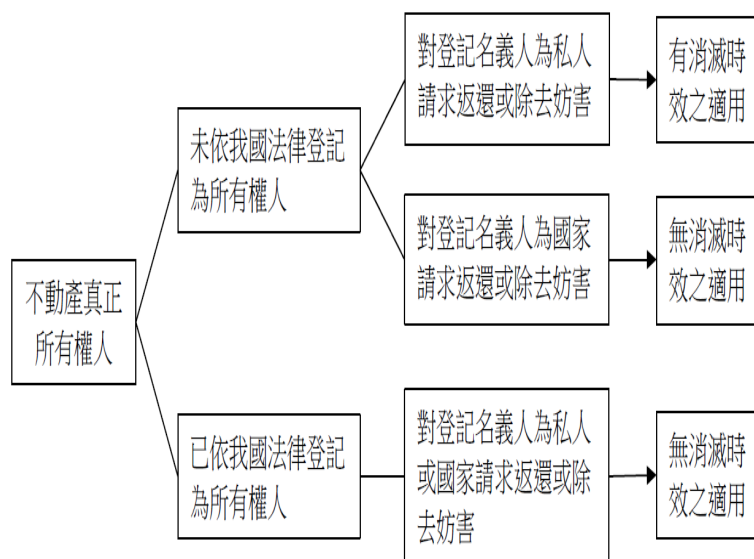 不動產真正
所有權人
未依我國法律登記
為所有權人
對登記名義人為私人
請求返還或除去妨害
有消滅時
效之適用
對登記名義人為國家
請求返還或除去妨害
無消滅時
效之適用
已依我國法律登記
為所有權人
對登記名義人為私人
或國家請求返還或除
去妨害
無消滅時
效之適用